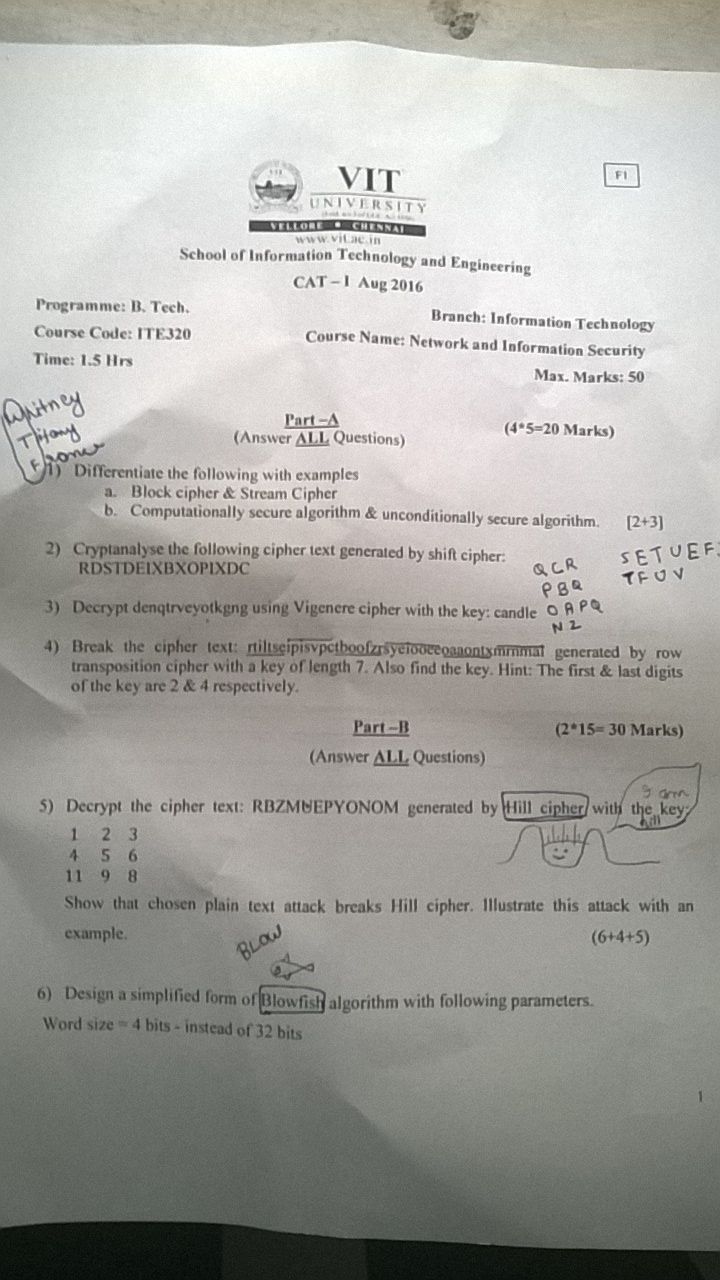 VIT
F1
UNIVERSITY
VELLORE • CHENNAI
www.vit.ac.in
School of Information Technology and Engineering
CAT – I Aug 2016
Programme: B. Tech.
Branch: Information Technology
Course Code: ITE320
Course Name: Network and Information Security
Time: 1.5 Hrs
Max. Marks: 50
Whitney
Part –A
(4*5=20 Marks)
(Answer ALL Questions)
1) Differentiate the following with examples
a. Block cipher & Stream Cipher
b. Computationally secure algorithm & unconditionally secure algorithm. [2+3]
2) Cryptanalyse the following cipher text generated by shift cipher:
RDSTDEIXBXOPIXDC
QCR
SETUEF
PBQ
TFUV
3) Decrypt denqtrveyotkgng using Vigenere cipher with the key: candle
OAPQ
NZ
4) Break the cipher text: rtiltseipisvpctboofzrsyeiooeeoaaontxmrnmat generated by row
transposition cipher with a key of length 7. Also find the key. Hint: The first & last digits
of the key are 2 & 4 respectively.
Part –B
(2*15= 30 Marks)
(Answer ALL Questions)
5) Decrypt the cipher text: RBZMUEPYONOM generated by Hill cipher with the key:
hill
1 2 3
4 5 6
11 9 8
Show that chosen plain text attack breaks Hill cipher. Illustrate this attack with an
example. (6+4+5)
BLOW
6) Design a simplified form of Blowfish algorithm with following parameters.
Word size = 4 bits - instead of 32 bits
1